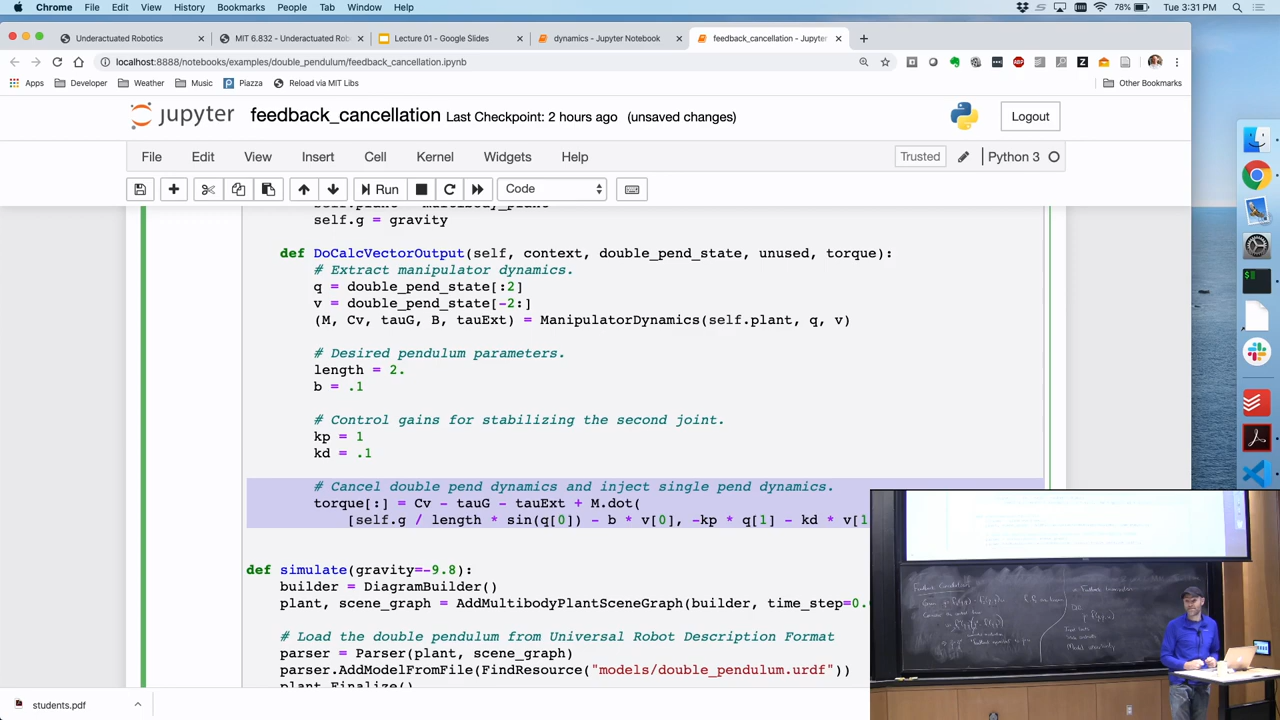 Chrome File Edit View History Bookmarks People Tab Window Help 78% Tue 3:31 PM
Underactuated Robotics
MIT 6.832 - Underactuated Rob
Lecture 01 - Google Slides
dynamics - Jupyter Notebook
feedback_cancellation - Jupyter
localhost:8888/notebooks/examples/double_pendulum/feedback_cancellation.ipynb
Apps Developer Weather Music Piazza Reload via MIT Libs Other Bookmarks
jupyter feedback_cancellation Last Checkpoint: 2 hours ago (unsaved changes) Logout
File Edit View Insert Cell Kernel Widgets Help Trusted Python 3
Run Code
self.g = gravity
def DoCalcVectorOutput(self, context, double_pend_state, unused, torque):
# Extract manipulator dynamics.
q = double_pend_state[:2]
v = double_pend_state[-2:]
(M, Cv, tauG, B, tauExt) = ManipulatorDynamics(self.plant, q, v)
# Desired pendulum parameters.
length = 2.
b = .1
# Control gains for stabilizing the second joint.
kp = 1
kd = .1
# Cancel double pend dynamics and inject single pend dynamics.
torque[:] = Cv - tauG - tauExt + M.dot(
[self.g / length * sin(q[0]) - b * v[0], -kp * q[1] - kd * v[1
def simulate(gravity=-9.8):
builder = DiagramBuilder()
plant, scene_graph = AddMultibodyPlantSceneGraph(builder, time_step=0.
# Load the double pendulum from Universal Robot Description Format
parser = Parser(plant, scene_graph)
parser.AddModelFromFile(FindResource("models/double_pendulum.urdf"))
plant.Finalize()
students.pdf